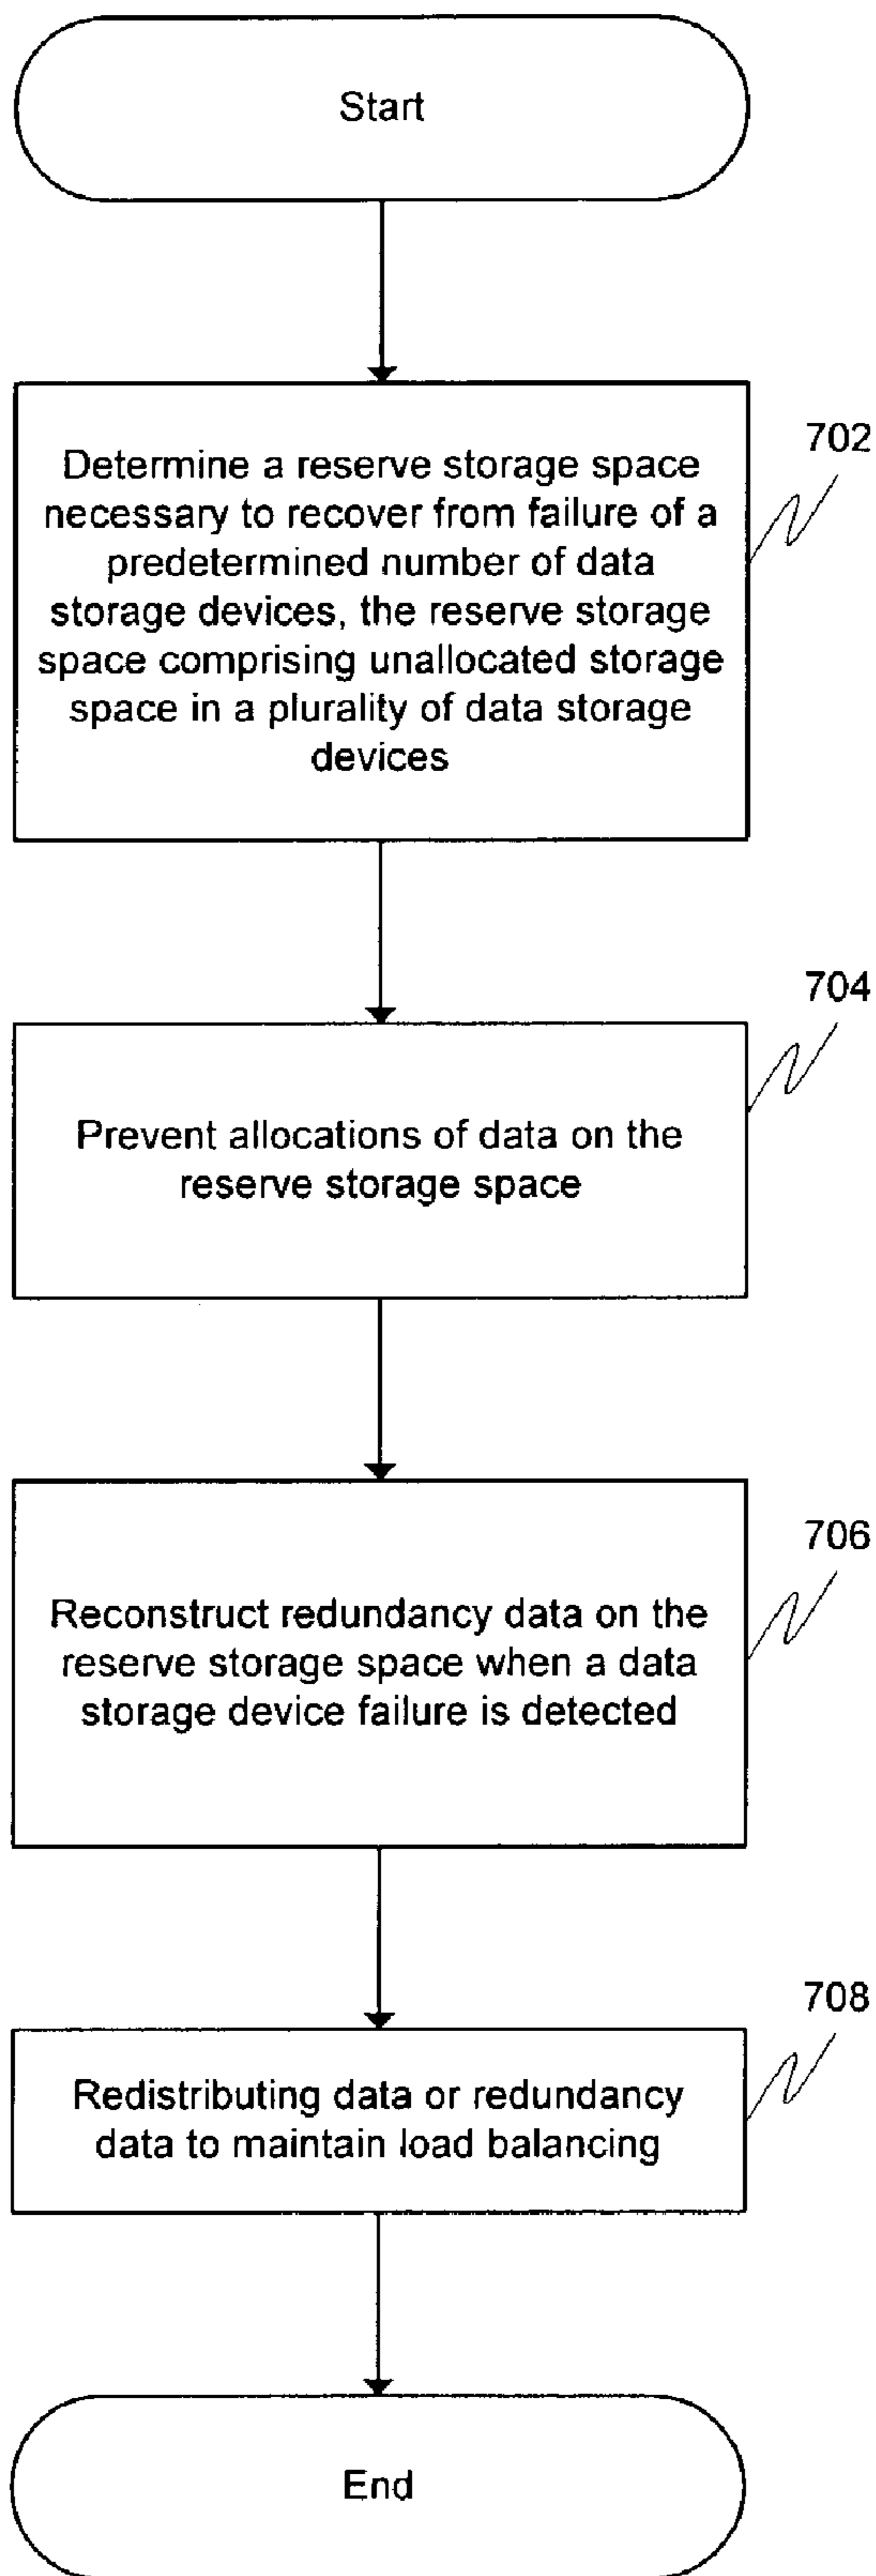 Start
702
Determine a reserve storage space
necessary to recover from failure of a
predetermined number of data
storage devices, the reserve storage
space comprising unallocated storage
space in a plurality of data storage
devices
704
Prevent allocations of data on the
reserve storage space
706
Reconstruct redundancy data on the
reserve storage space when a data
storage device failure is detected
708
Redistributing data or redundancy
data to maintain load balancing
End